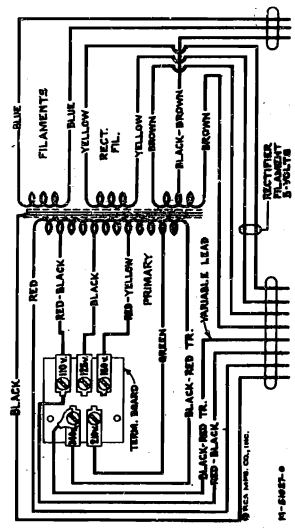 BLUE
FILAMENTS
BLUE
YELLOW
RECT.
FIL.
YELLOW
BROWN
BLACK-BROWN
BROWN
RECTIFIER
FILAMENT
B-VOLTS
RED
RED-BLACK
BLACK
RED-YELLOW
PRIMARY
GREEN
BLACK-RED TR.
VARIABLE LEAD
110V.
125V.
150V.
210V.
TERM. BOARD
BLACK
BLACK-RED TR.
RED-BLACK
©RCA MFG. CO., INC.